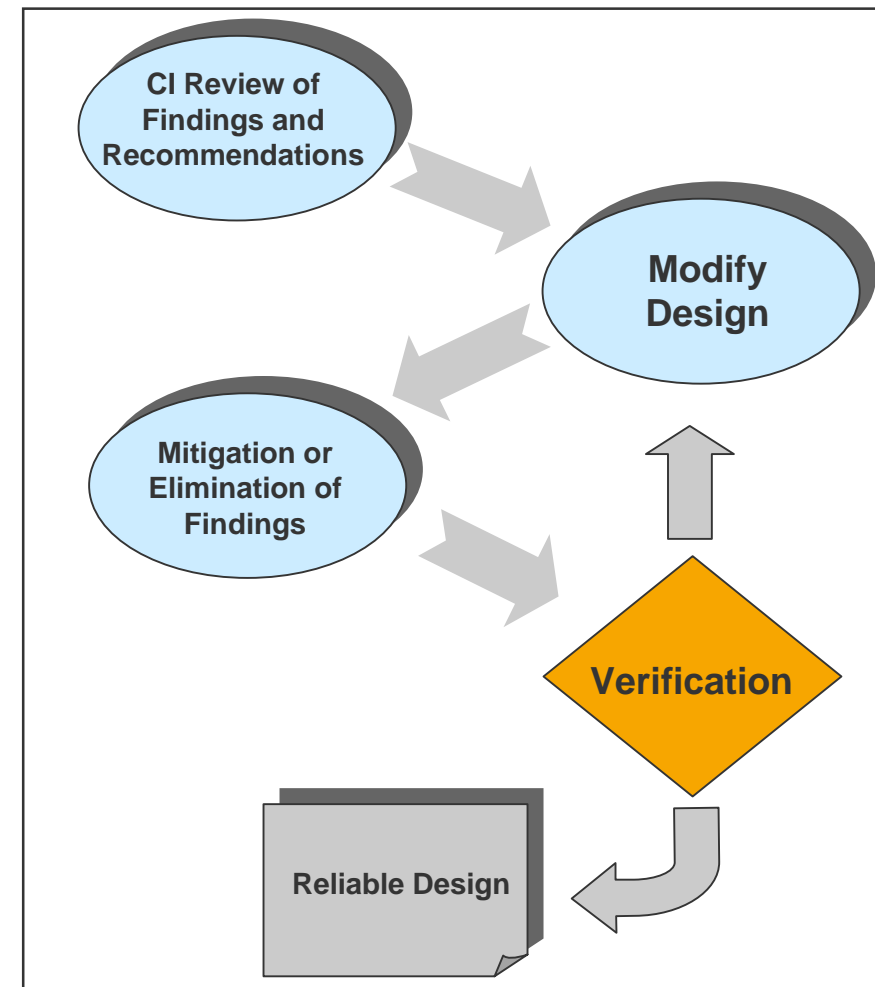 CI Review of
Findings and
Recommendations
Modify
Design
Mitigation or
Elimination of
Findings
Verification
Reliable Design